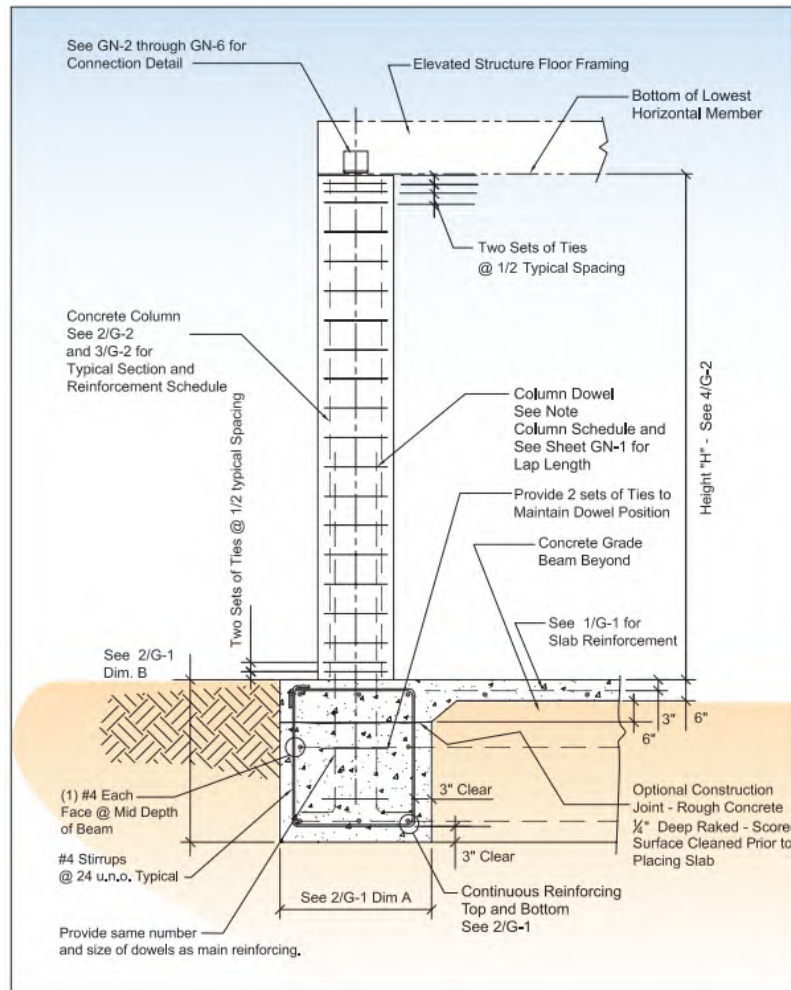 See GN-2 through GN-6 for
Connection Detail
Elevated Structure Floor Framing
Bottom of Lowest
Horizontal Member
Two Sets of Ties
@ 1/2 Typical Spacing
Concrete Column
See 2/G-2
and 3/G-2 for
Typical Section and
Reinforcement Schedule
Height "H" - See 4/G-2
Column Dowel
See Note
Column Schedule and
See Sheet GN-1 for
Lap Length
Two Sets of Ties @ 1/2 typical Spacing
Provide 2 sets of Ties to
Maintain Dowel Position
Concrete Grade
Beam Beyond
See 1/G-1 for
Slab Reinforcement
See 2/G-1
Dim. B
3"
6"
6"
(1) #4 Each
Face @ Mid Depth
of Beam
3" Clear
Optional Construction
Joint - Rough Concrete
¼" Deep Raked - Scored
Surface Cleaned Prior to
Placing Slab
#4 Stirrups
@ 24 u.n.o. Typical
3" Clear
See 2/G-1 Dim A
Continuous Reinforcing
Top and Bottom
See 2/G-1
Provide same number
and size of dowels as main reinforcing.